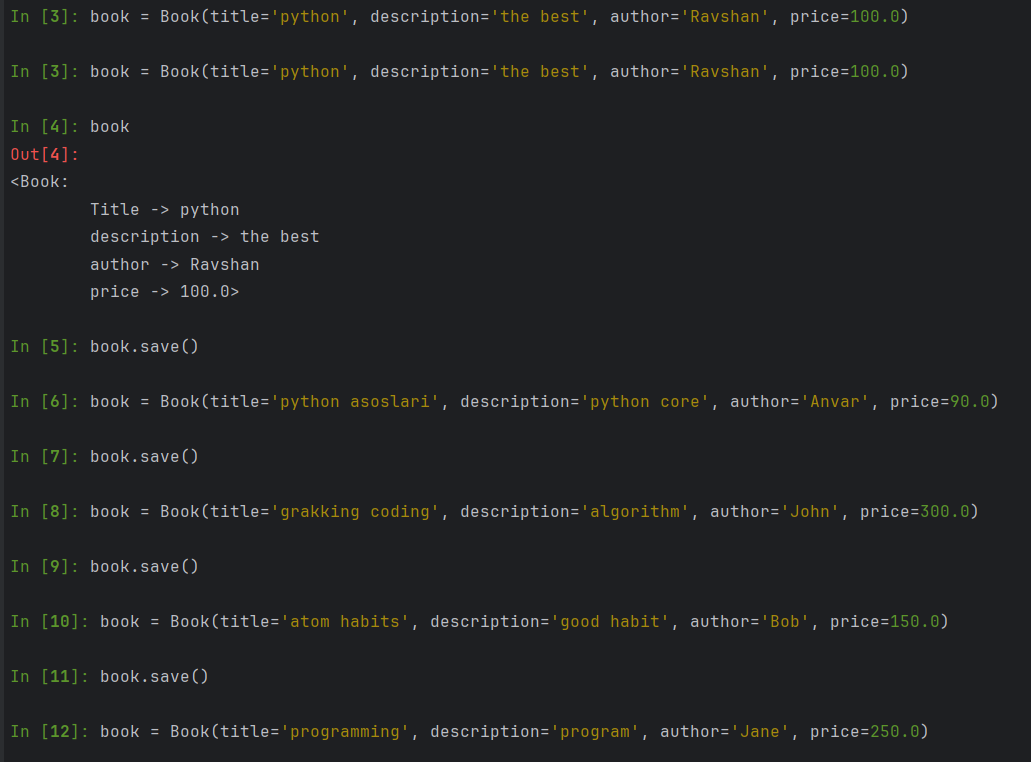 In [3]: book = Book(title='python', description='the best', author='Ravshan', price=100.0)
In [3]: book = Book(title='python', description='the best', author='Ravshan', price=100.0)
In [4]: book
Out[4]:
<Book:
        Title -> python
        description -> the best
        author -> Ravshan
        price -> 100.0>
In [5]: book.save()
In [6]: book = Book(title='python asoslari', description='python core', author='Anvar', price=90.0)
In [7]: book.save()
In [8]: book = Book(title='grakking coding', description='algorithm', author='John', price=300.0)
In [9]: book.save()
In [10]: book = Book(title='atom habits', description='good habit', author='Bob', price=150.0)
In [11]: book.save()
In [12]: book = Book(title='programming', description='program', author='Jane', price=250.0)